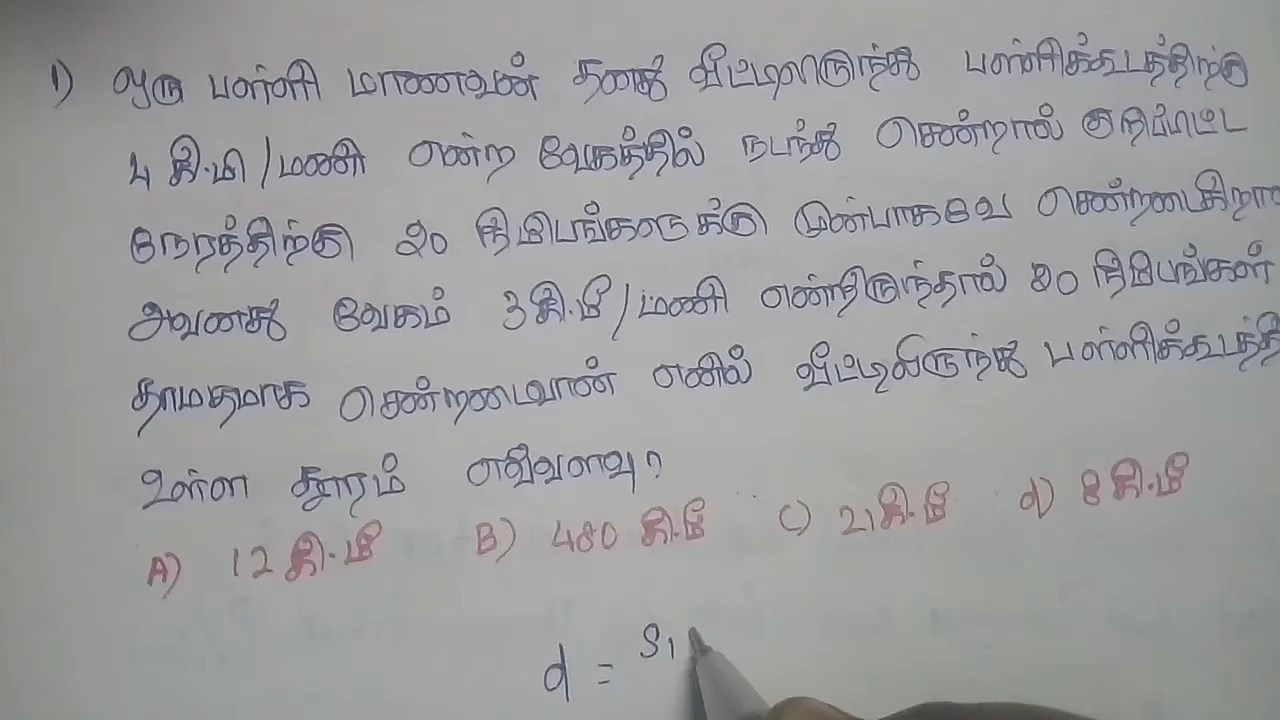 1) ஒரு பள்ளி மாணவன் தனது வீட்டிலிருந்து பள்ளிக்கூடத்திற்கு
4 கி.மி / மணி என்ற வேகத்தில் நடந்து சென்றால் குறிப்பிட்ட
நேரத்திற்கு 20 நிமிடங்களுக்கு முன்பாகவே சென்றடைகிறான்
அவனது வேகம் 3 கி.மீ / மணி என்றிருந்தால் 20 நிமிடங்கள்
தாமதமாக சென்றடைவான் எனில் வீட்டிலிருந்து பள்ளிக்கூடத்தி
உள்ள தூரம் எவ்வளவு?
A) 12 கி.மீ B) 480 கி.மீ C) 21 கி.மீ d) 8 கி.மீ
d = S1